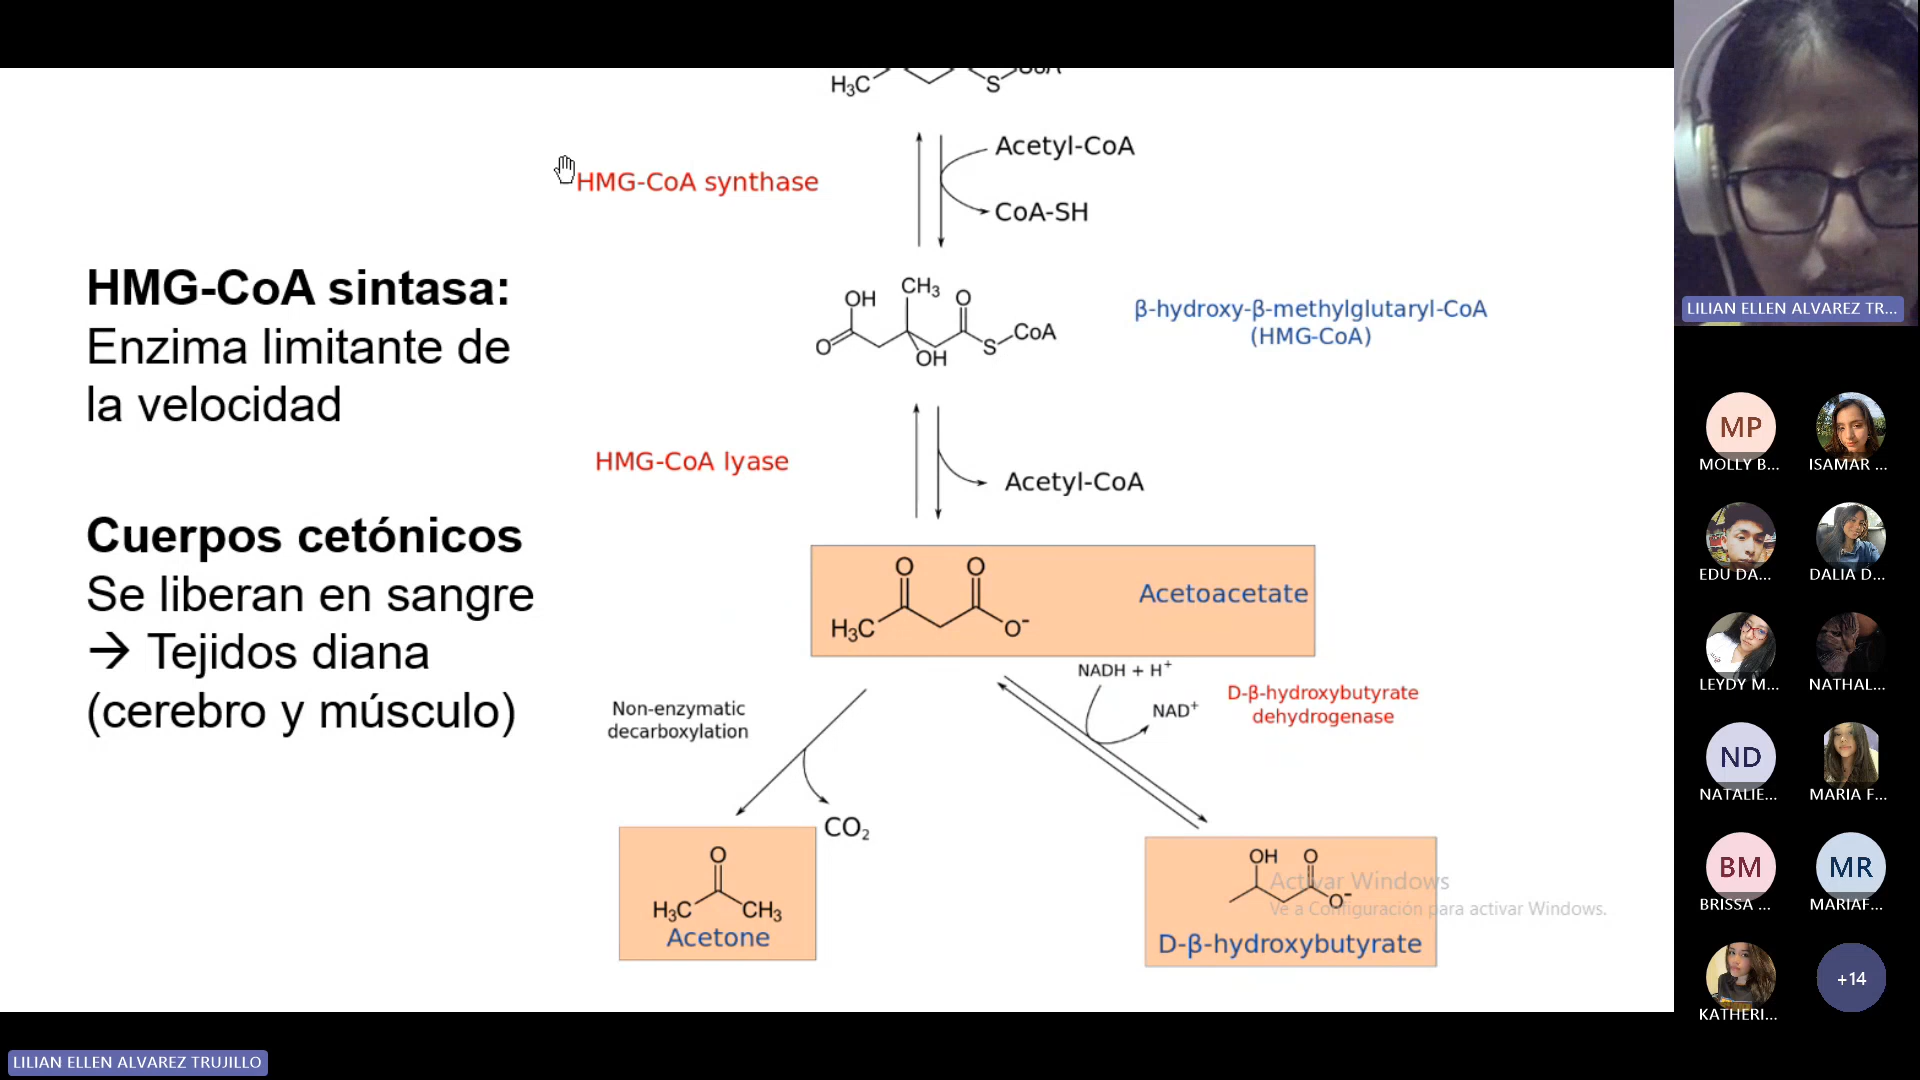 H₃C
S
CoA
HMG-CoA synthase
Acetyl-CoA
CoA-SH
HMG-CoA sintasa:
Enzima limitante de
la velocidad
OH
CH₃
O
O
OH
S
CoA
β-hydroxy-β-methylglutaryl-CoA
(HMG-CoA)
HMG-CoA lyase
Acetyl-CoA
Cuerpos cetónicos
Se liberan en sangre
→ Tejidos diana
(cerebro y músculo)
O
O
H₃C
O⁻
Acetoacetate
Non-enzymatic
decarboxylation
NADH + H⁺
NAD⁺
D-β-hydroxybutyrate
dehydrogenase
CO₂
O
H₃C
CH₃
Acetone
OH
O
O⁻
D-β-hydroxybutyrate
Activar Windows
Ve a Configuración para activar Windows.
LILIAN ELLEN ALVAREZ TR...
MP
MOLLY B...
ISAMAR ...
EDU DA...
DALIA D...
LEYDY M...
NATHAL...
ND
NATALIE...
MARIA F...
BM
BRISSA ...
MR
MARIAF...
KATHERI...
+14
LILIAN ELLEN ALVAREZ TRUJILLO